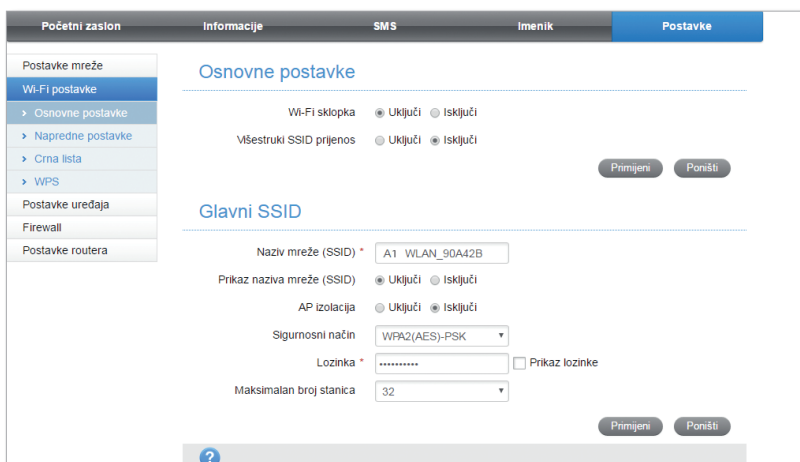 Početni zaslon Informacije SMS Imenik Postavke
Postavke mreže
Wi-Fi postavke
› Osnovne postavke
› Napredne postavke
› Crna lista
› WPS
Postavke uređaja
Firewall
Postavke routera
Osnovne postavke
Wi-Fi sklopka Uključi Isključi
Višestruki SSID prijenos Uključi Isključi
Primijeni Poništi
Glavni SSID
Naziv mreže (SSID) * A1 WLAN_90A42B
Prikaz naziva mreže (SSID) Uključi Isključi
AP izolacija Uključi Isključi
Sigurnosni način WPA2(AES)-PSK
Lozinka * •••••••••• Prikaz lozinke
Maksimalan broj stanica 32
Primijeni Poništi
?